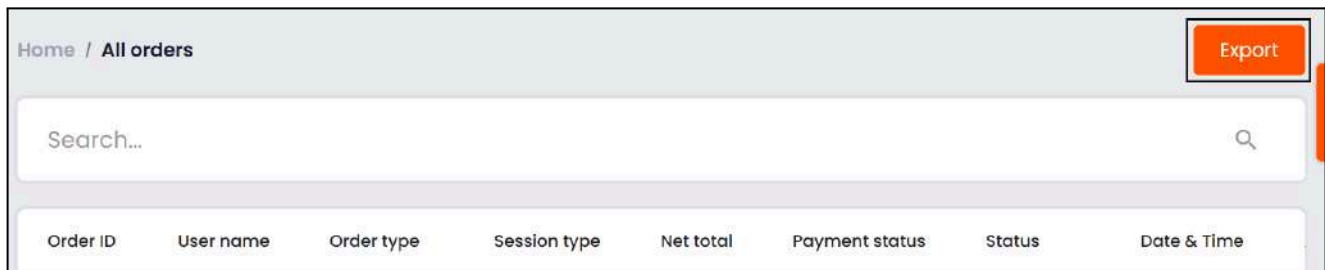 Home / All orders
Export
Search...
Order ID User name Order type Session type Net total Payment status Status Date & Time